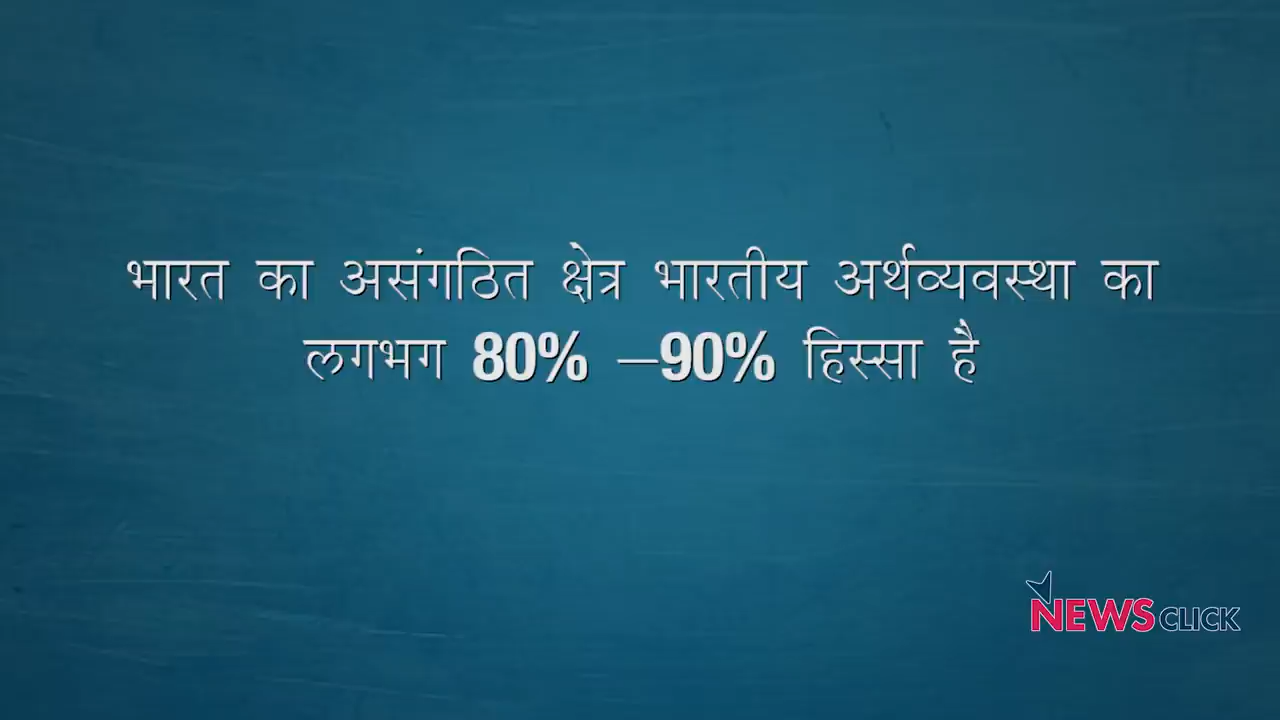 भारत का असंगठित क्षेत्र भारतीय अर्थव्यवस्था का
लगभग 80% –90% हिस्सा है
NEWSCLICK